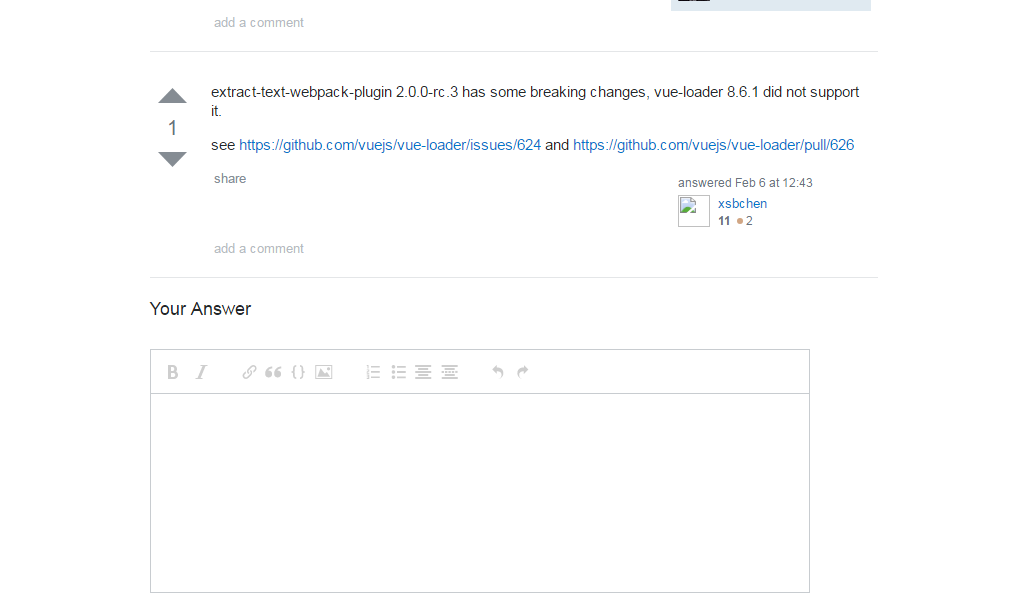 add a comment
extract-text-webpack-plugin 2.0.0-rc.3 has some breaking changes, vue-loader 8.6.1 did not support
it.
1
see https://github.com/vuejs/vue-loader/issues/624 and https://github.com/vuejs/vue-loader/pull/626
share
answered Feb 6 at 12:43
xsbchen
11 2
add a comment
Your Answer
B I